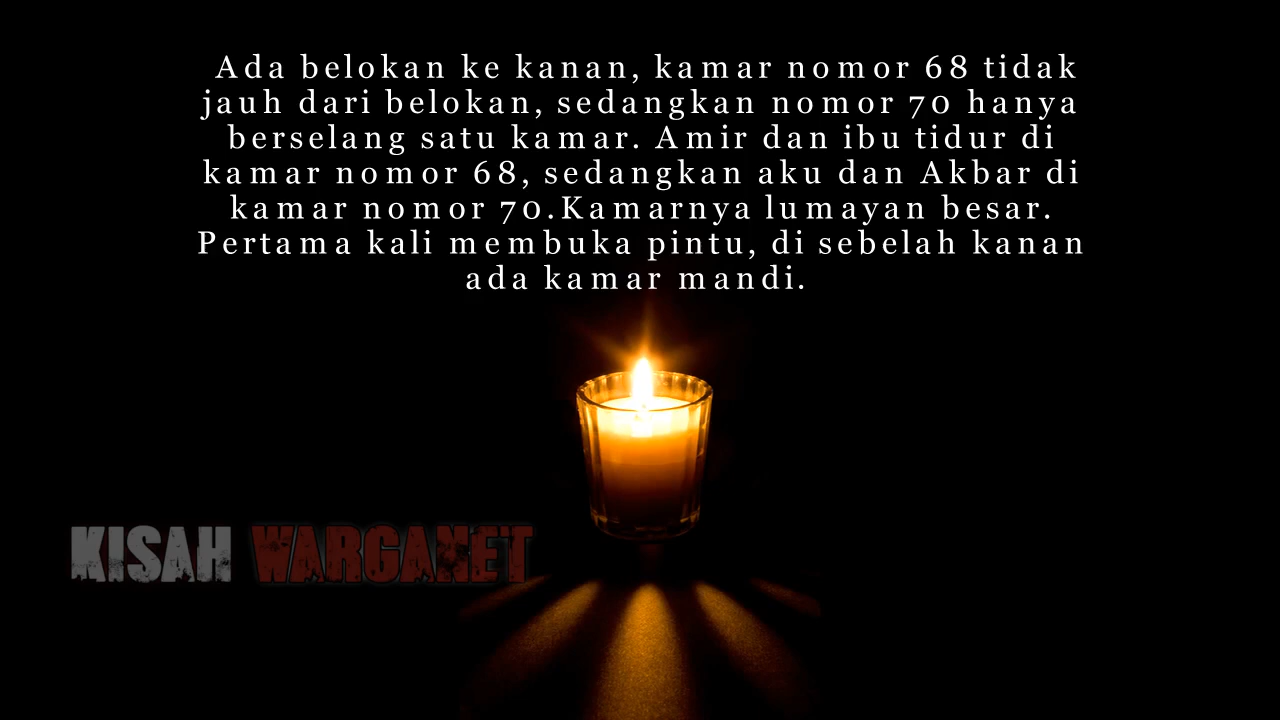 Ada belokan ke kanan, kamar nomor 68 tidak
jauh dari belokan, sedangkan nomor 70 hanya
berselang satu kamar. Amir dan ibu tidur di
kamar nomor 68, sedangkan aku dan Akbar di
kamar nomor 70.Kamarnya lumayan besar.
Pertama kali membuka pintu, di sebelah kanan
ada kamar mandi.
KISAH WARGANET